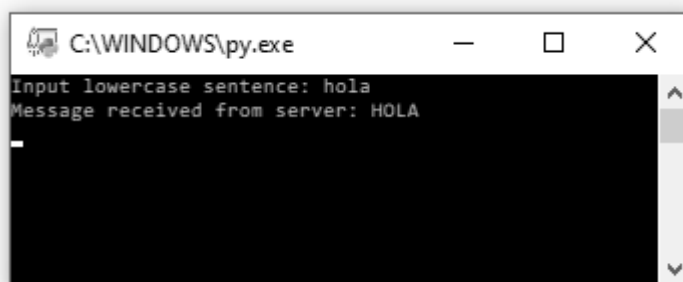 C:\WINDOWS\py.exe
Input lowercase sentence: hola
Message received from server: HOLA